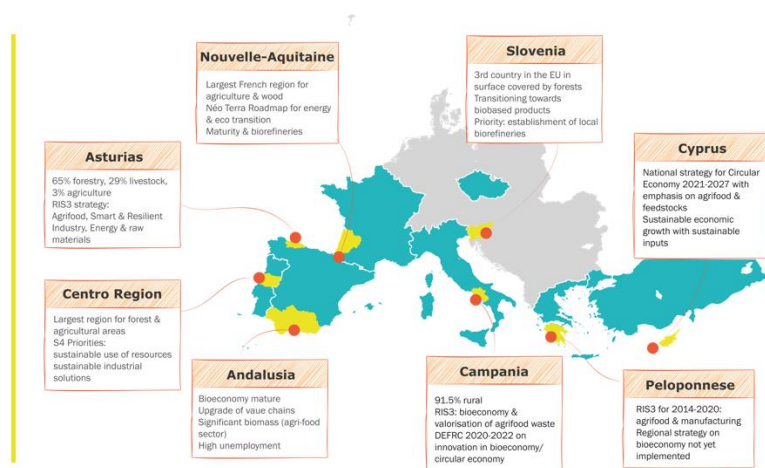 Nouvelle-Aquitaine
Largest French region for
agriculture & wood
Néo Terra Roadmap for energy
& eco transition
Maturity & biorefineries
Slovenia
3rd country in the EU in
surface covered by forests
Transitioning towards
biobased products
Priority: establishment of local
biorefineries
Asturias
65% forestry, 29% livestock,
3% agriculture
RIS3 strategy:
Agrifood, Smart & Resilient
Industry, Energy & raw
materials
Cyprus
National strategy for Circular
Economy 2021-2027 with
emphasis on agrifood &
feedstocks
Sustainable economic
growth with sustainable
inputs
Centro Region
Largest region for forest &
agricultural areas
S4 Priorities:
sustainable use of resources
sustainable industrial
solutions
Andalusia
Bioeconomy mature
Upgrade of vaue chains
Significant biomass (agri-food
sector)
High unemployment
Campania
91.5% rural
RIS3: bioeconomy &
valorisation of agrifood waste
DEFRC 2020-2022 on
innovation in bioeconomy/
circular economy
Peloponnese
RIS3 for 2014-2020:
agrifood & manufacturing
Regional strategy on
bioeconomy not yet
implemented